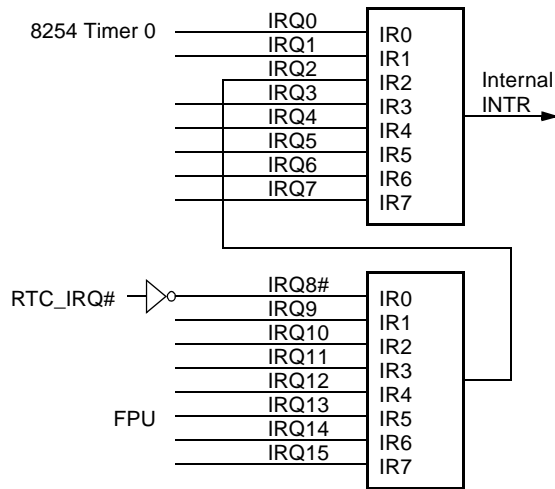 8254 Timer 0
IRQ0
IRQ1
IRQ2
IRQ3
IRQ4
IRQ5
IRQ6
IRQ7
IR0
IR1
IR2
IR3
IR4
IR5
IR6
IR7
Internal
INTR
RTC_IRQ#
FPU
IRQ8#
IRQ9
IRQ10
IRQ11
IRQ12
IRQ13
IRQ14
IRQ15
IR0
IR1
IR2
IR3
IR4
IR5
IR6
IR7